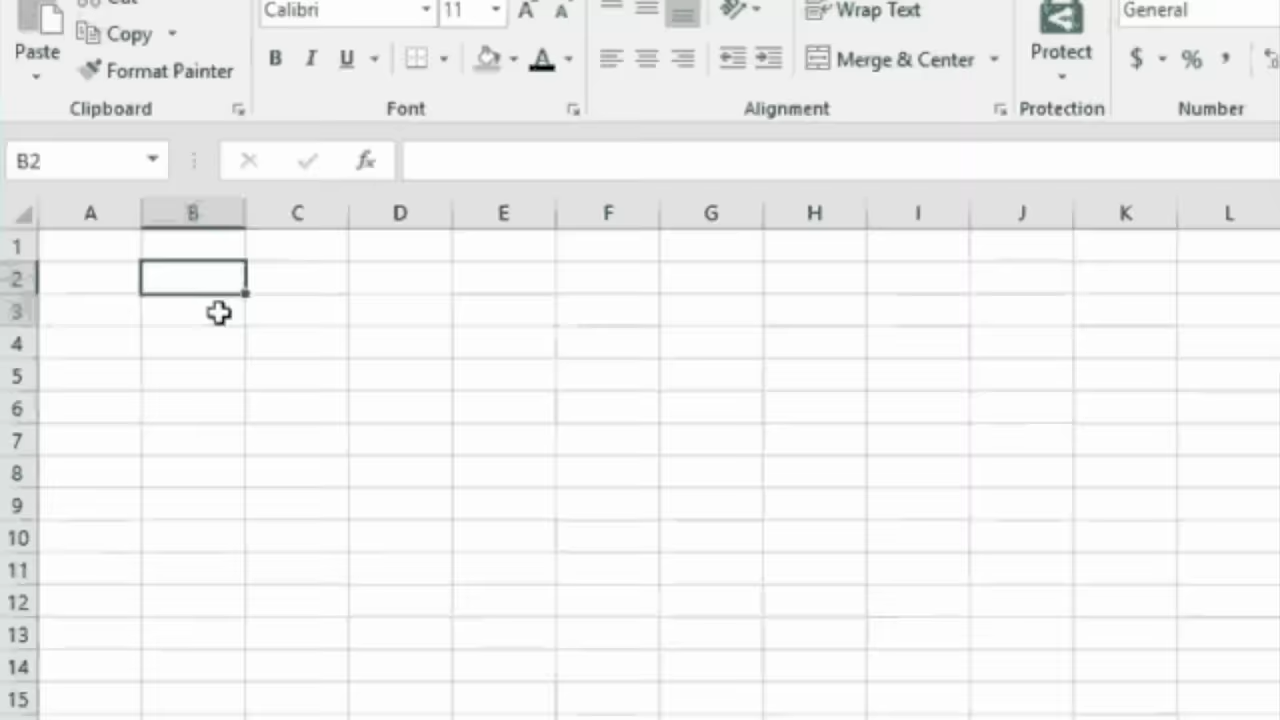 Cut
Calibri 11 A A Wrap Text General
Paste Copy
Format Painter B I U A Merge & Center Protect $ % ,
Clipboard Font Alignment Protection Number
B2 fx
A B C D E F G H I J K L
1
2
3
4
5
6
7
8
9
10
11
12
13
14
15